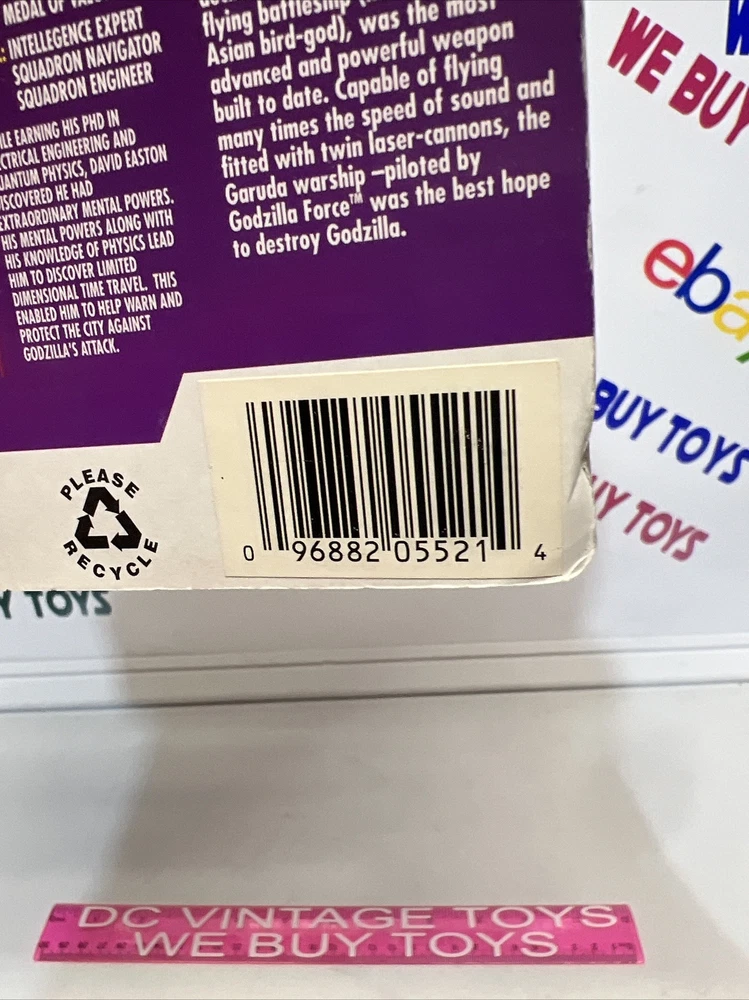 MEDAL OF
: INTELLEGENCE EXPERT
SQUADRON NAVIGATOR
SQUADRON ENGINEER
EARNING HIS PHD IN
ENGINEERING AND
PHYSICS, DAVID EASTON
HE HAD
EXTRAORDINARY MENTAL POWERS.
HIS MENTAL POWERS ALONG WITH
HIS KNOWLEDGE OF PHYSICS LEAD
HIM TO DISCOVER LIMITED
DIMENSIONAL TIME TRAVEL. THIS
ENABLED HIM TO HELP WARN AND
PROTECT THE CITY AGAINST
GODZILLA'S ATTACK.
flying battleship
Asian bird-god), was the most
advanced and powerful weapon
built to date. Capable of flying
many times the speed of sound and
fitted with twin laser-cannons, the
Garuda warship –piloted by
Godzilla Force™ was the best hope
to destroy Godzilla.
PLEASE
RECYCLE
0 96882 05521 4
W
WE BUY
eba
BUY TOYS
UY TOYS
Y TOYS
DC VINTAGE TOYS
WE BUY TOYS